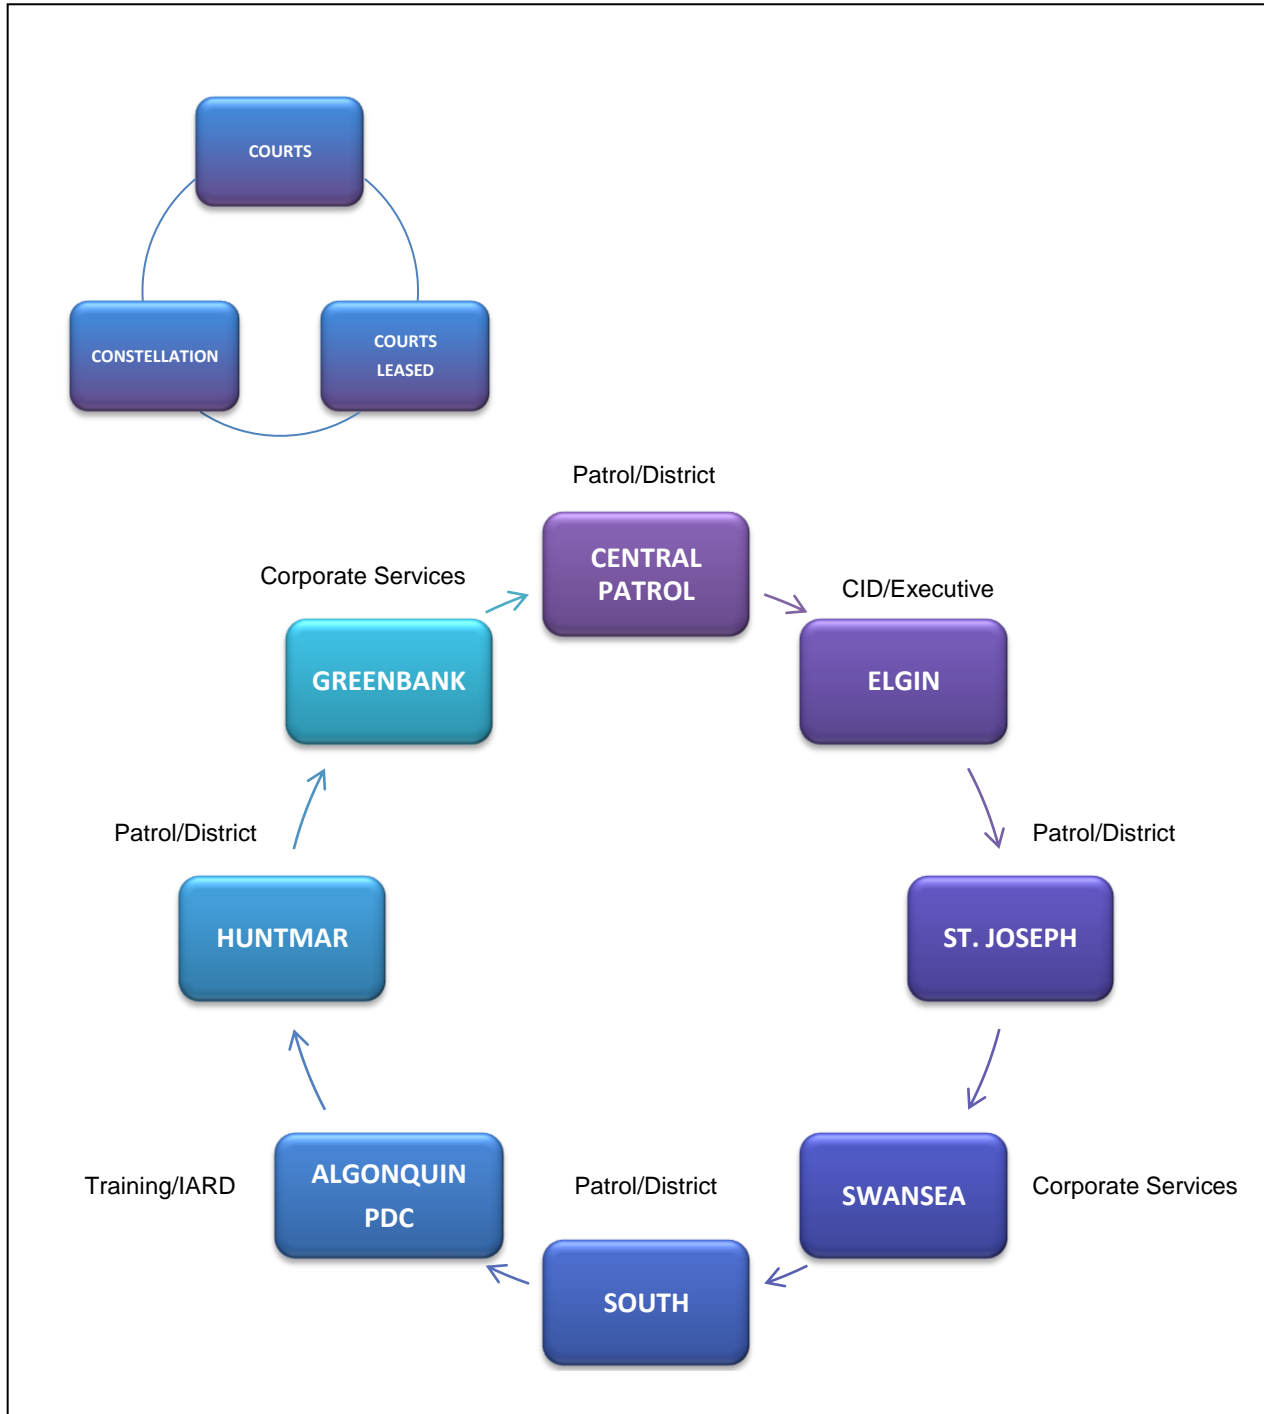 COURTS
CONSTELLATION
COURTS
LEASED
Patrol/District
CENTRAL
PATROL
Corporate Services
CID/Executive
GREENBANK
ELGIN
Patrol/District
Patrol/District
HUNTMAR
ST. JOSEPH
Training/IARD
ALGONQUIN
PDC
Patrol/District
SWANSEA
Corporate Services
SOUTH